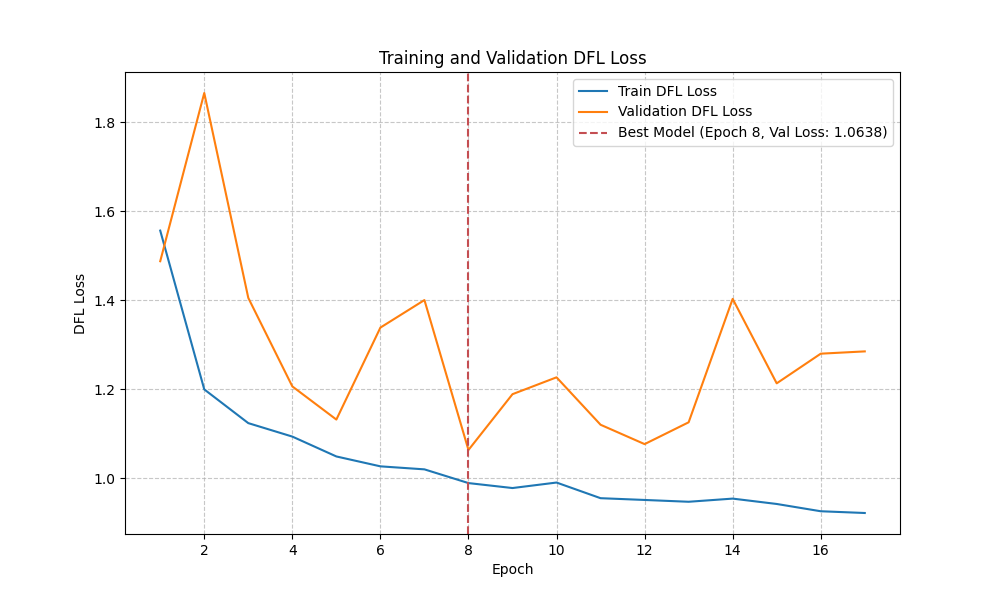 Training and Validation DFL Loss
Train DFL Loss
Validation DFL Loss
Best Model (Epoch 8, Val Loss: 1.0638)
DFL Loss
1.8
1.6
1.4
1.2
1.0
2 4 6 8 10 12 14 16
Epoch